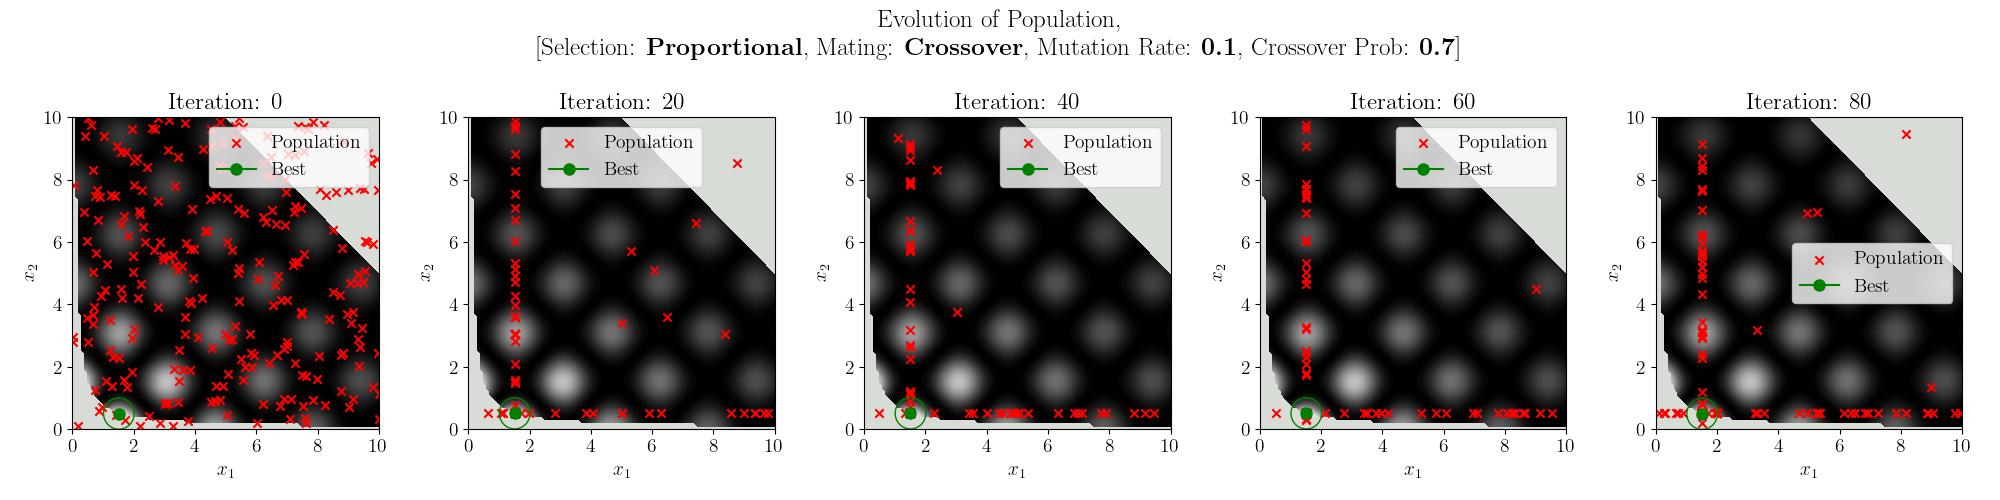 Evolution of Population,
[Selection: Proportional, Mating: Crossover, Mutation Rate: 0.1, Crossover Prob: 0.7]
Iteration: 0
10
8
6
4
2
0
x2
Population
Best
0 2 4 6 8 10
x1
Iteration: 20
10
8
6
4
2
0
x2
Population
Best
0 2 4 6 8 10
x1
Iteration: 40
10
8
6
4
2
0
x2
Population
Best
0 2 4 6 8 10
x1
Iteration: 60
10
8
6
4
2
0
x2
Population
Best
0 2 4 6 8 10
x1
Iteration: 80
10
8
6
4
2
0
x2
Population
Best
0 2 4 6 8 10
x1